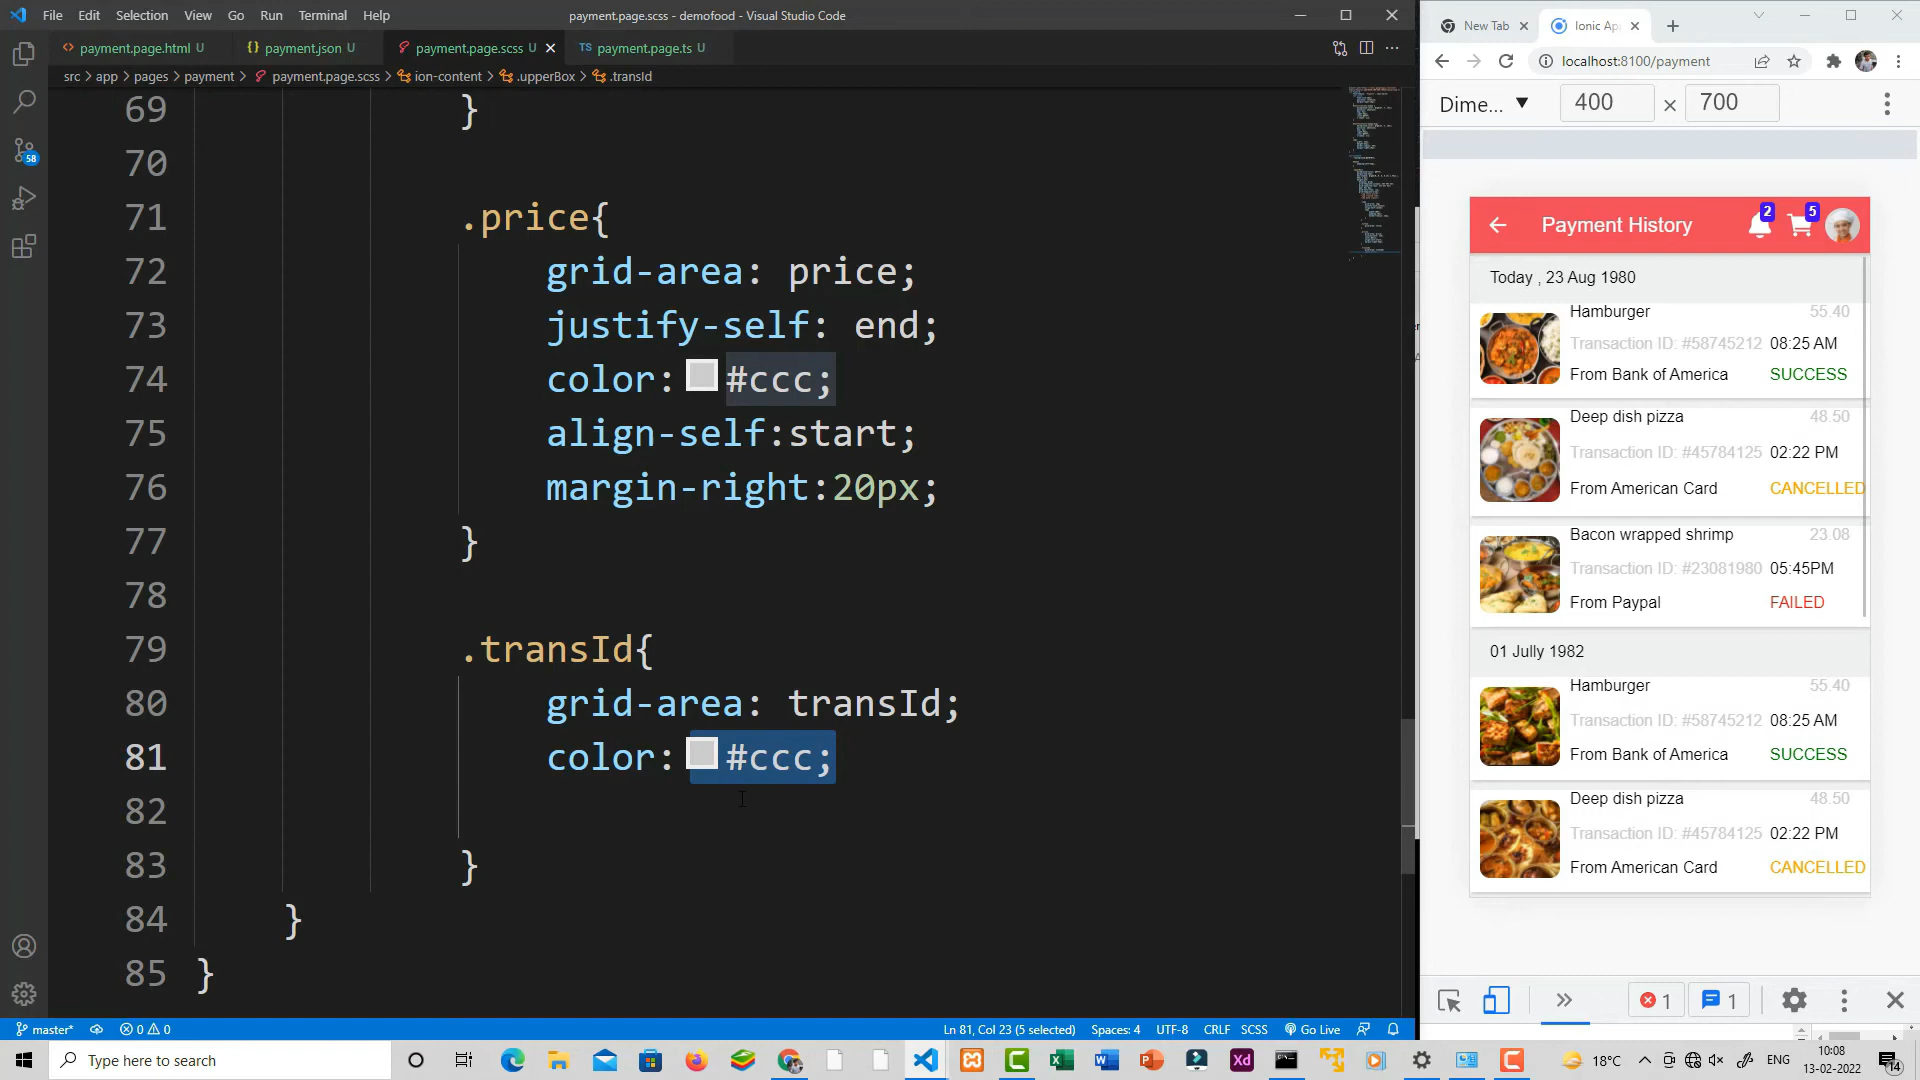 File Edit Selection View Go Run Terminal Help
payment.page.scss - demofood - Visual Studio Code
payment.page.html U
payment.json U
payment.page.scss U
TS payment.page.ts U
src > app > pages > payment > payment.page.scss > ion-content > .upperBox > .transId
69 }
70
71 .price{
72 grid-area: price;
73 justify-self: end;
74 color: #ccc;
75 align-self:start;
76 margin-right:20px;
77 }
78
79 .transId{
80 grid-area: transId;
81 color: #ccc;
82
83 }
84 }
85 }
58
master*
0 0
Ln 81, Col 23 (5 selected) Spaces: 4 UTF-8 CRLF SCSS Go Live
New Tab
Ionic Ap
localhost:8100/payment
Dime... 400 × 700
Payment History 2 5
Today , 23 Aug 1980
Hamburger 55.40
Transaction ID: #58745212 08:25 AM
From Bank of America SUCCESS
Deep dish pizza 48.50
Transaction ID: #45784125 02:22 PM
From American Card CANCELLED
Bacon wrapped shrimp 23.08
Transaction ID: #23081980 05:45PM
From Paypal FAILED
01 Jully 1982
Hamburger 55.40
Transaction ID: #58745212 08:25 AM
From Bank of America SUCCESS
Deep dish pizza 48.50
Transaction ID: #45784125 02:22 PM
From American Card CANCELLED
1 1
Type here to search
Xd
18°C
ENG
10:08
13-02-2022
14